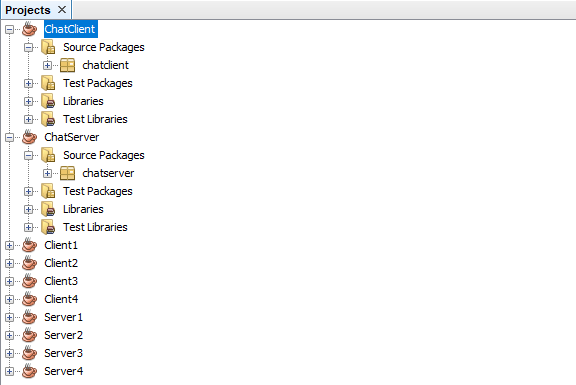 Projects
ChatClient
Source Packages
chatclient
Test Packages
Libraries
Test Libraries
ChatServer
Source Packages
chatserver
Test Packages
Libraries
Test Libraries
Client1
Client2
Client3
Client4
Server1
Server2
Server3
Server4